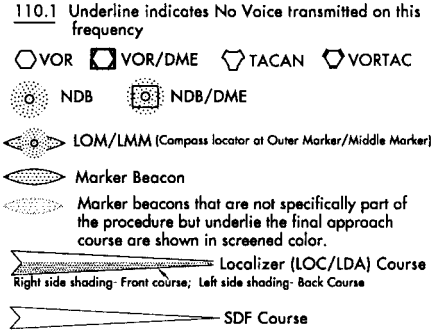 110.1 Underline indicates No Voice transmitted on this
frequency
VOR VOR/DME TACAN VORTAC
NDB NDB/DME
LOM/LMM (Compass locator at Outer Marker/Middle Marker)
Marker Beacon
Marker beacons that are not specifically part of
the procedure but underlie the final approach
course are shown in screened color.
Localizer (LOC/LDA) Course
Right side shading- Front course; Left side shading- Back Course
SDF Course